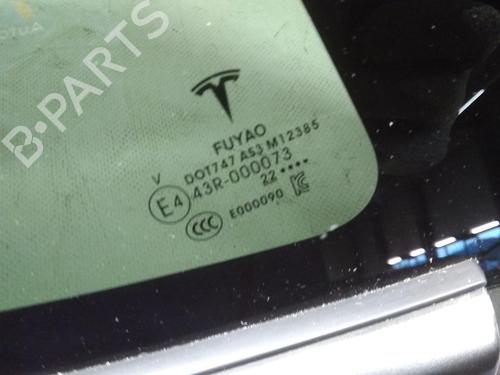 FUYAO
V
DOT747 AS3 M12385
E4 43R-000073
22 ••••
CCC E000090
B-PARTS